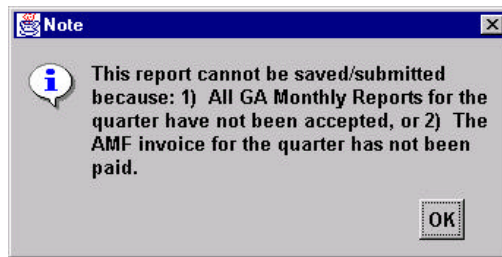 Note
This report cannot be saved/submitted
because: 1) All GA Monthly Reports for the
quarter have not been accepted, or 2) The
AMF invoice for the quarter has not been
paid.
OK